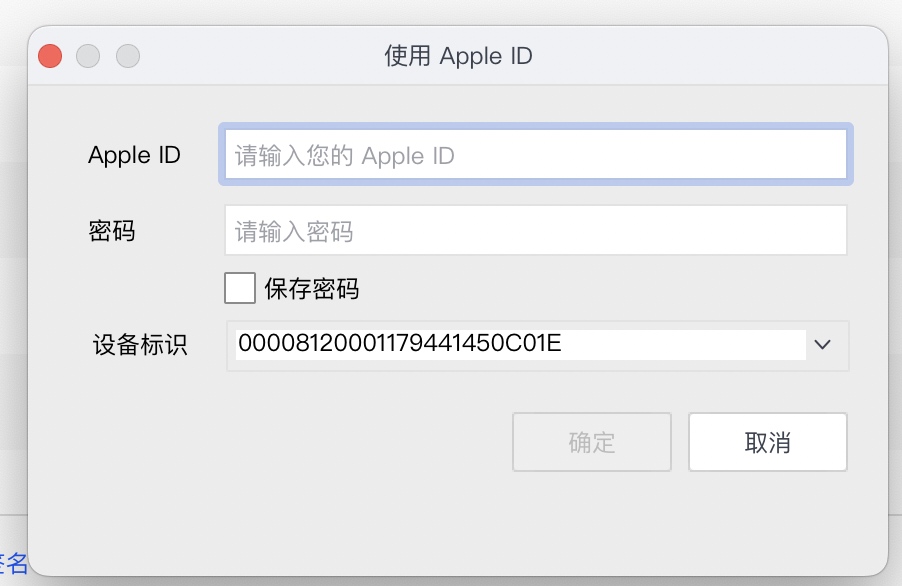 使用 Apple ID
Apple ID 请输入您的 Apple ID
密码 请输入密码
保存密码
设备标识 00008120001179441450C01E
确定 取消
签名